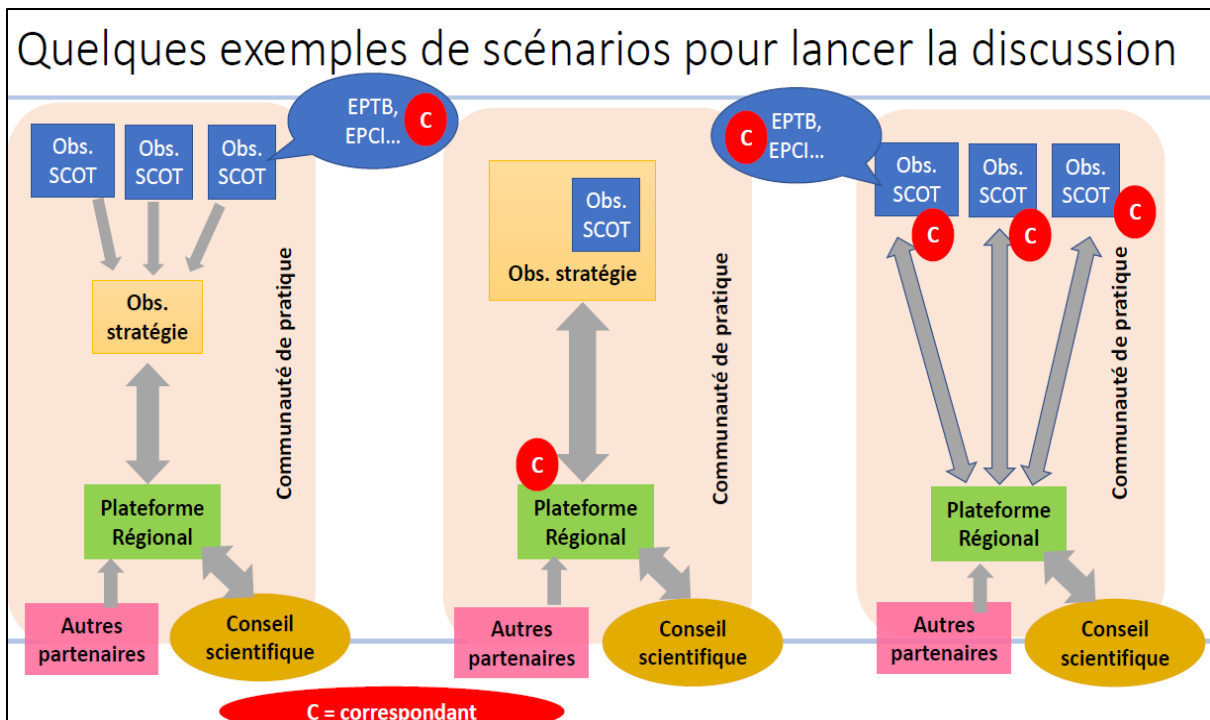 Quelques exemples de scénarios pour lancer la discussion
Obs.
SCOT
Obs.
SCOT
Obs.
SCOT
EPTB,
EPCI...
C
Obs.
stratégie
Communauté de pratique
Plateforme
Régional
Autres
partenaires
Conseil
scientifique
Obs.
SCOT
Obs. stratégie
Communauté de pratique
C
Plateforme
Régional
Autres
partenaires
Conseil
scientifique
C
EPTB,
EPCI...
Obs.
SCOT
Obs.
SCOT
Obs.
SCOT
C
C
C
Communauté de pratique
Plateforme
Régional
Autres
partenaires
Conseil
scientifique
C = correspondant